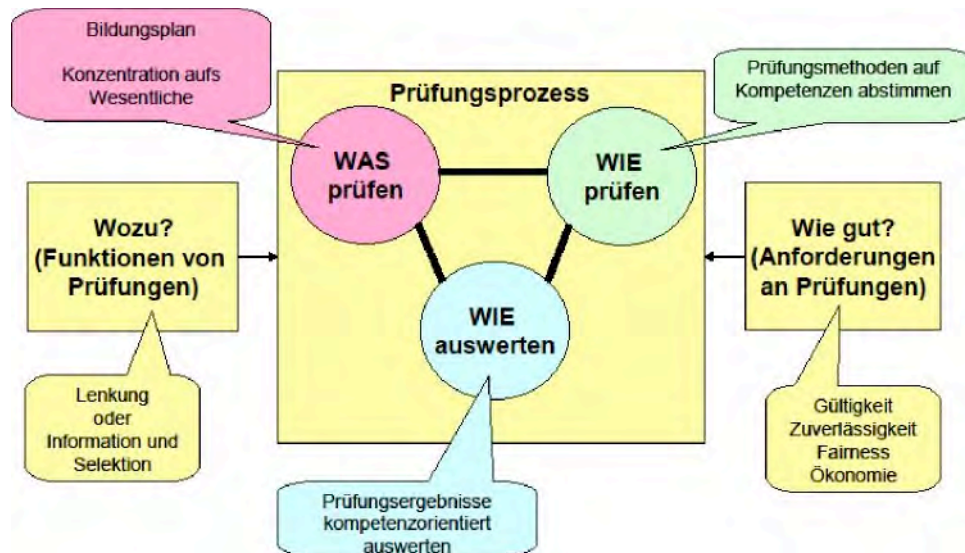 Bildungsplan
Konzentration aufs
Wesentliche
Prüfungsmethoden auf
Kompetenzen abstimmen
Prüfungsprozess
WAS
prüfen
WIE
prüfen
Wozu?
(Funktionen von
Prüfungen)
Wie gut?
(Anforderungen
an Prüfungen)
WIE
auswerten
Lenkung
oder
Information und
Selektion
Gültigkeit
Zuverlässigkeit
Fairness
Ökonomie
Prüfungsergebnisse
kompetenzorientiert
auswerten